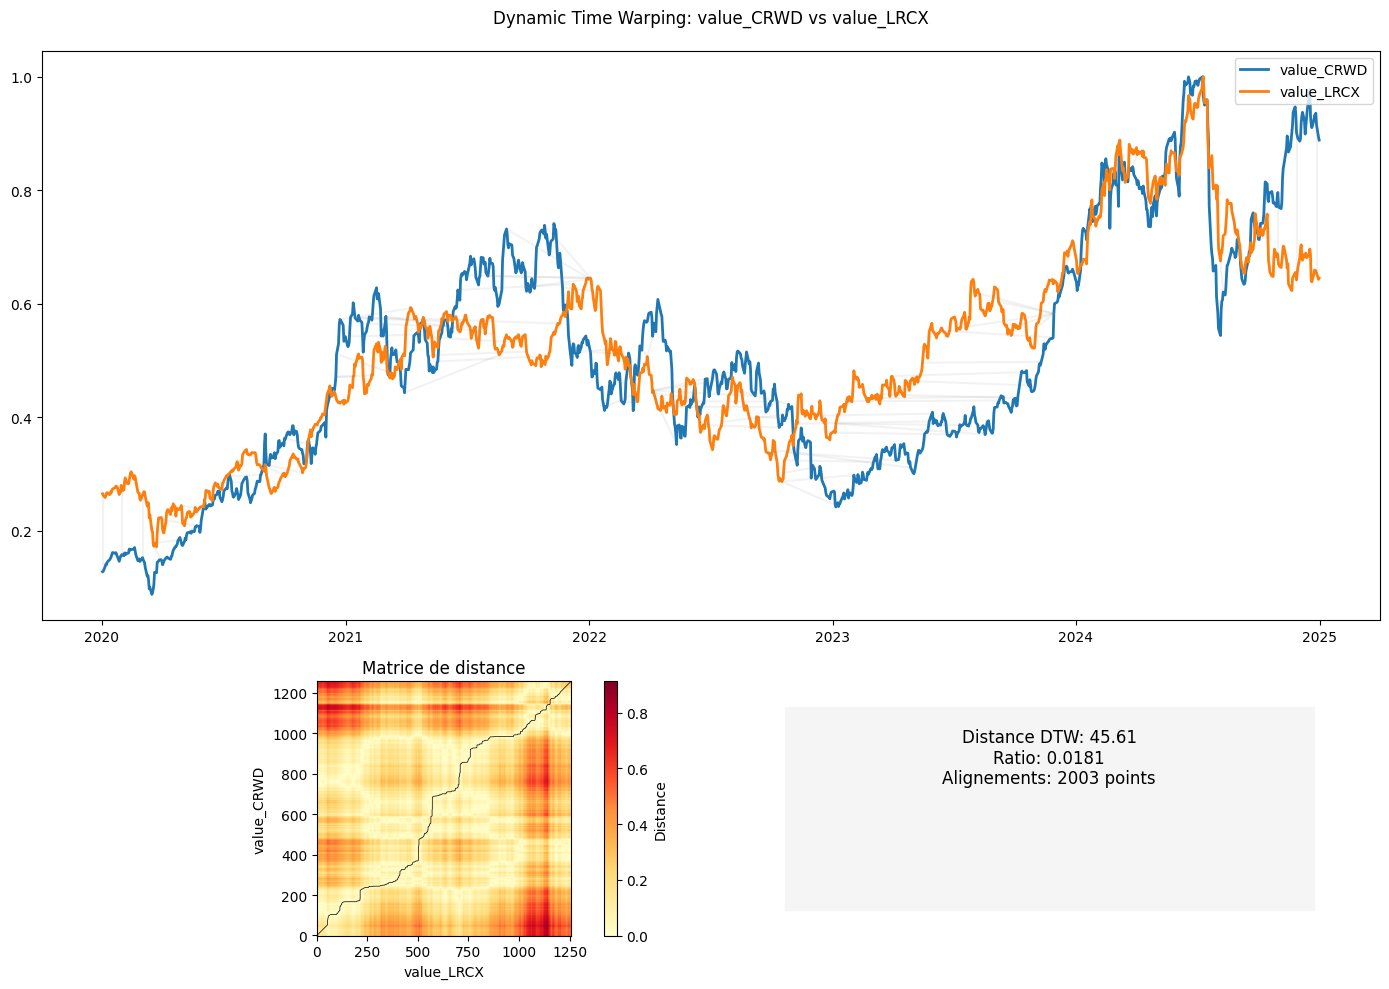 Dynamic Time Warping: value_CRWD vs value_LRCX
value_CRWD
value_LRCX
1.0
0.8
0.6
0.4
0.2
2020 2021 2022 2023 2024 2025
Matrice de distance
value_CRWD
1200
1000
800
600
400
200
0
0 250 500 750 1000 1250
value_LRCX
0.8
0.6
0.4
0.2
0.0
Distance
Distance DTW: 45.61
Ratio: 0.0181
Alignements: 2003 points